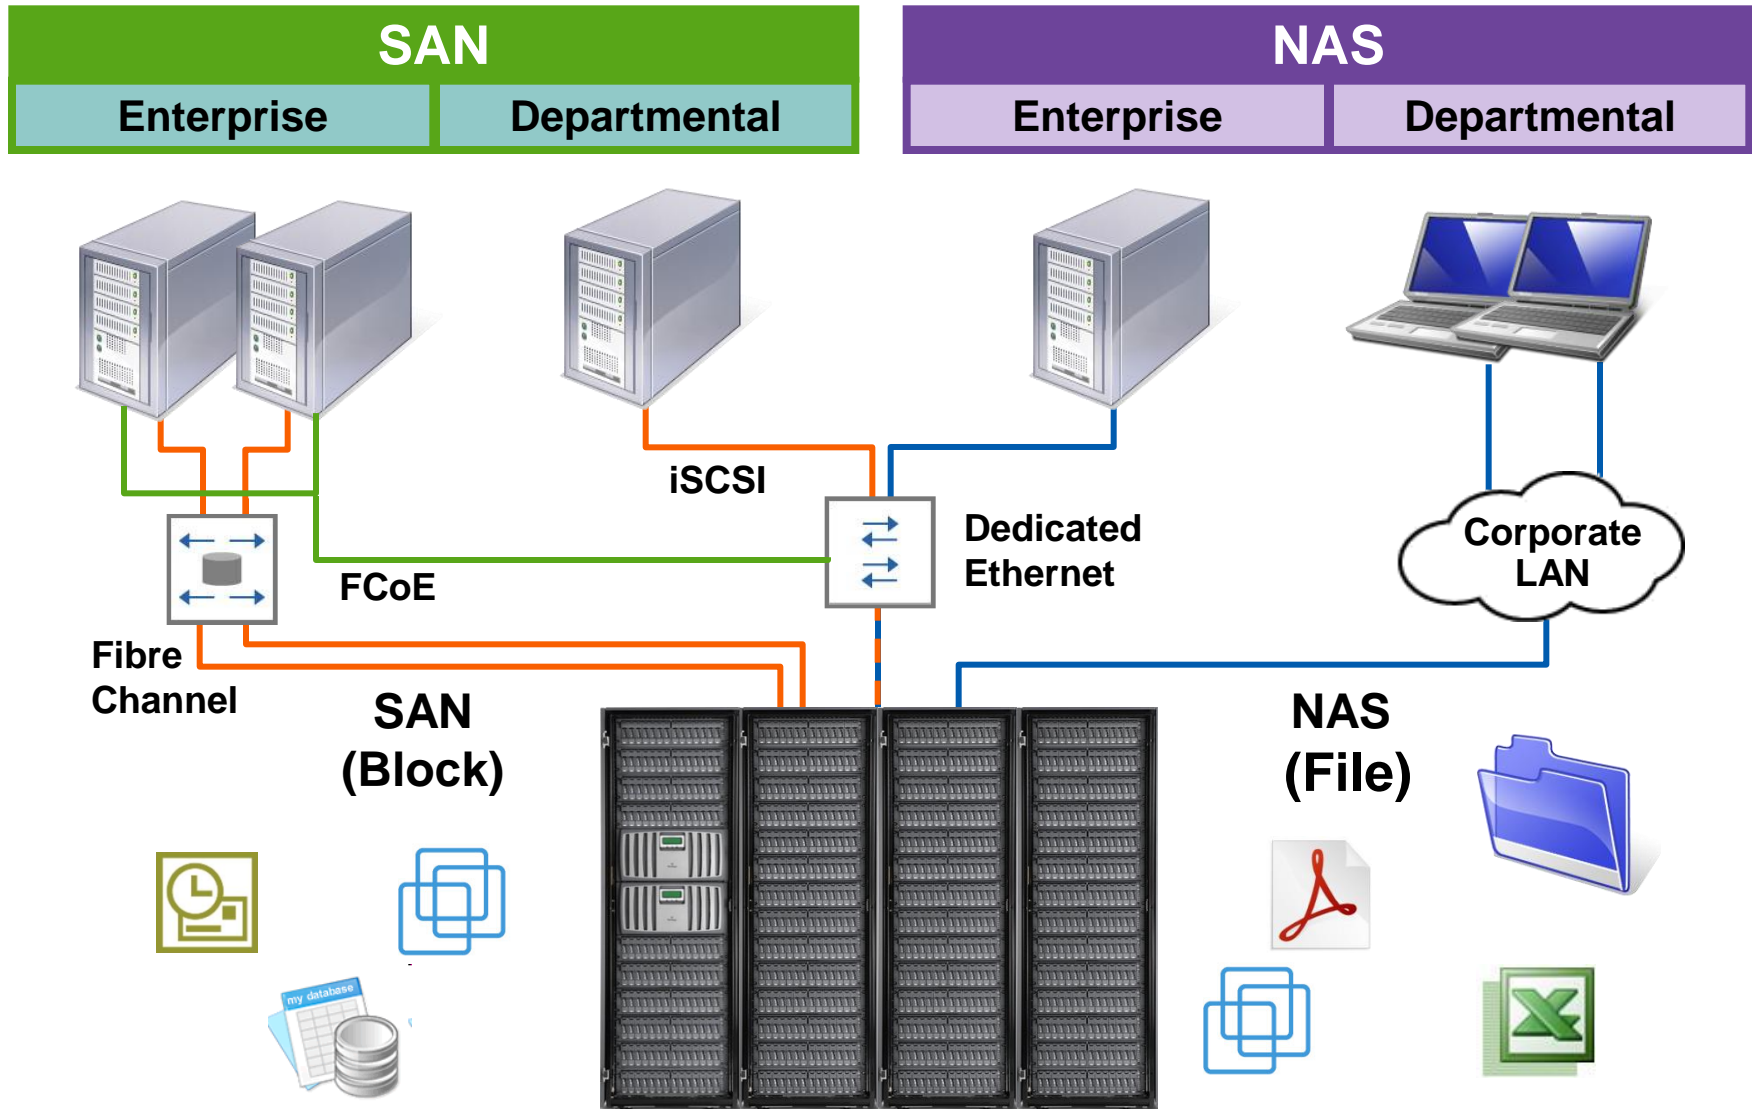 SAN
NAS
Enterprise
Departmental
Enterprise
Departmental
iSCSI
Dedicated
Ethernet
Corporate
LAN
FCoE
Fibre
Channel
SAN
(Block)
NAS
(File)
my database